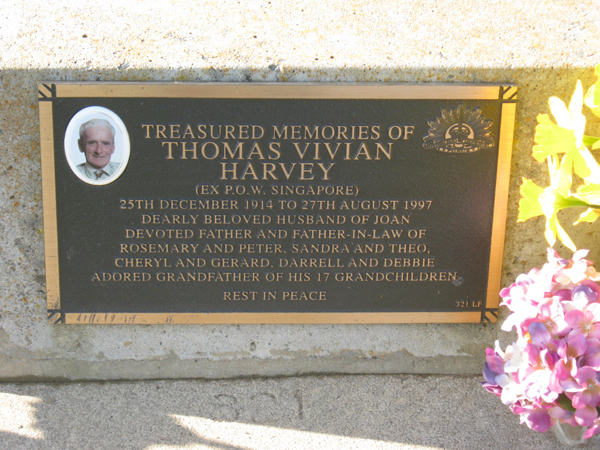 TREASURED MEMORIES OF
THOMAS VIVIAN
HARVEY
(EX P.O.W. SINGAPORE)
25TH DECEMBER 1914 TO 27TH AUGUST 1997
DEARLY BELOVED HUSBAND OF JOAN
DEVOTED FATHER AND FATHER-IN-LAW OF
ROSEMARY AND PETER, SANDRA AND THEO,
CHERYL AND GERARD, DARRELL AND DEBBIE
ADORED GRANDFATHER OF HIS 17 GRANDCHILDREN
REST IN PEACE
321 LF
321